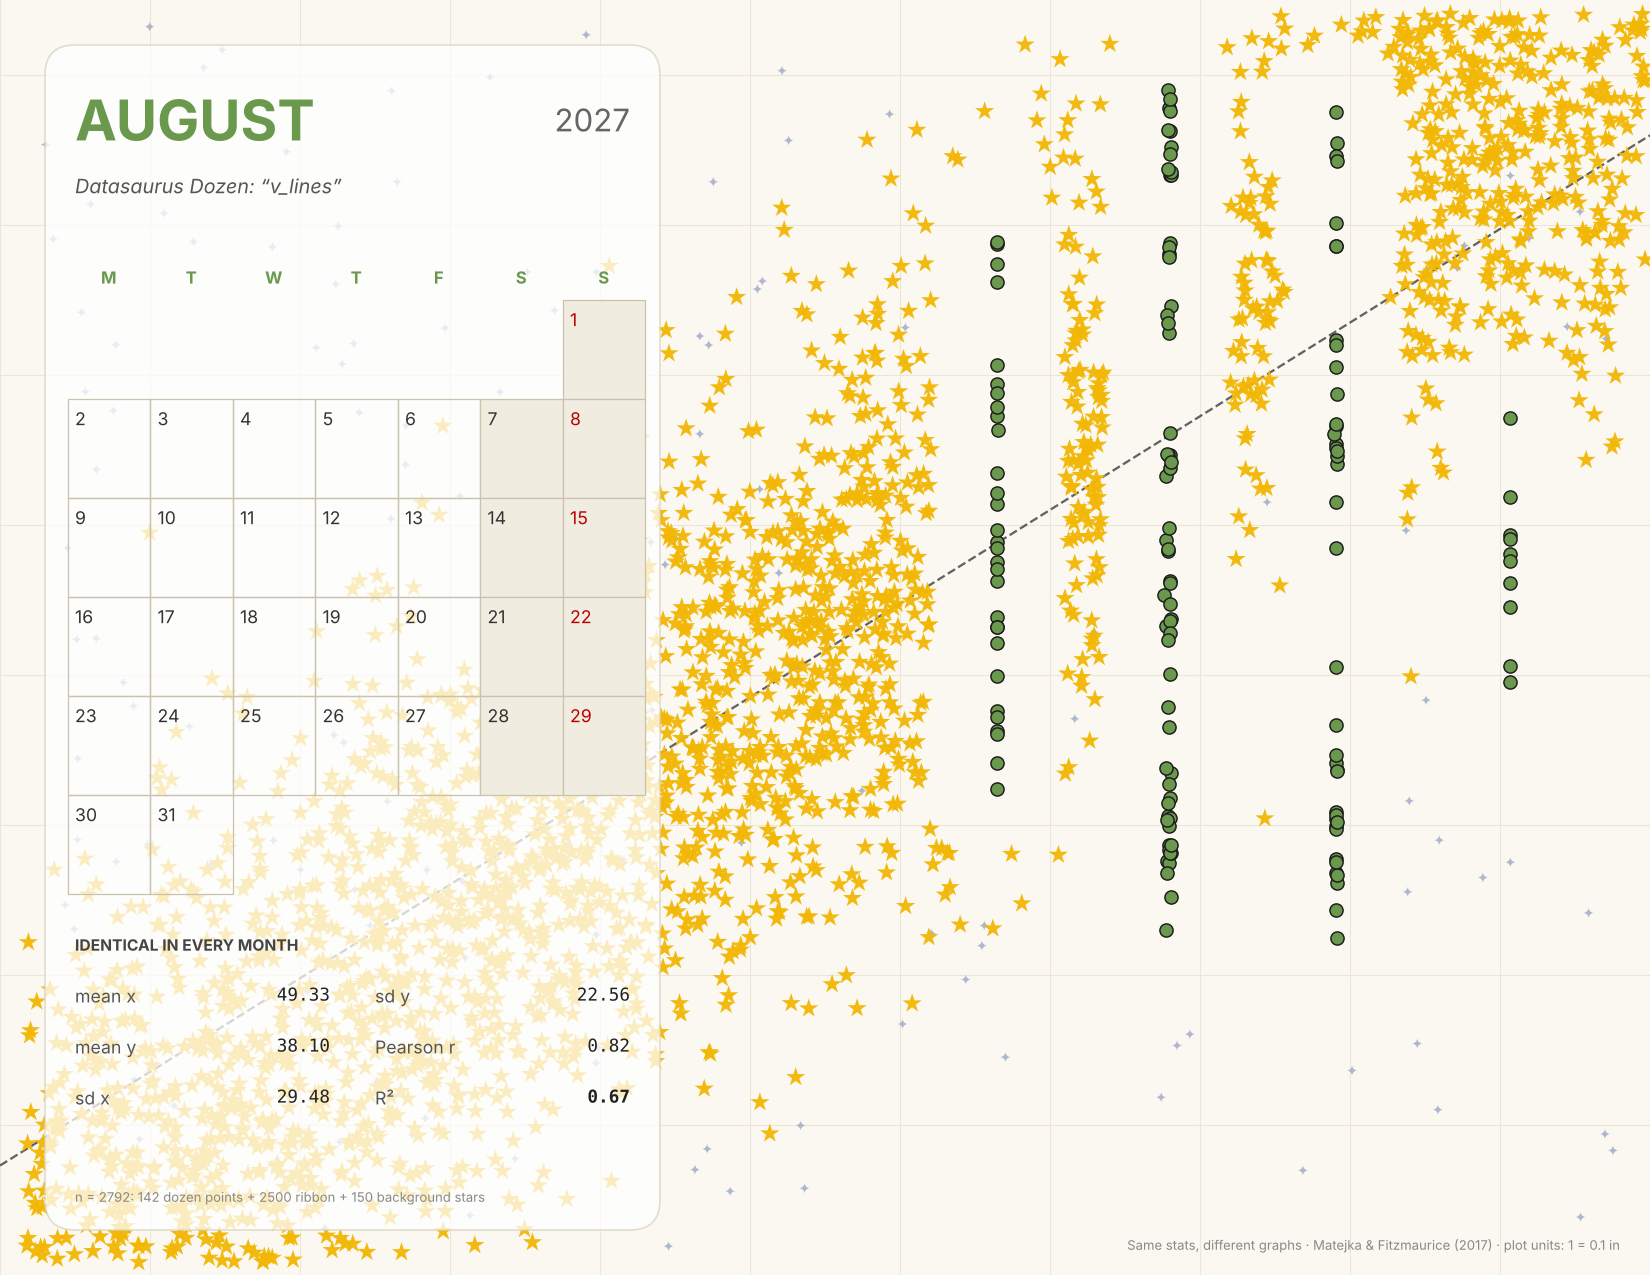 AUGUST 2027
Datasaurus Dozen: “v_lines”
M T W T F S S
1
2 3 4 5 6 7 8
9 10 11 12 13 14 15
16 17 18 19 20 21 22
23 24 25 26 27 28 29
30 31
IDENTICAL IN EVERY MONTH
mean x 49.33 sd y 22.56
mean y 38.10 Pearson r 0.82
sd x 29.48 R² 0.67
n = 2792: 142 dozen points + 2500 ribbon + 150 background stars
Same stats, different graphs · Matejka & Fitzmaurice (2017) · plot units: 1 = 0.1 in